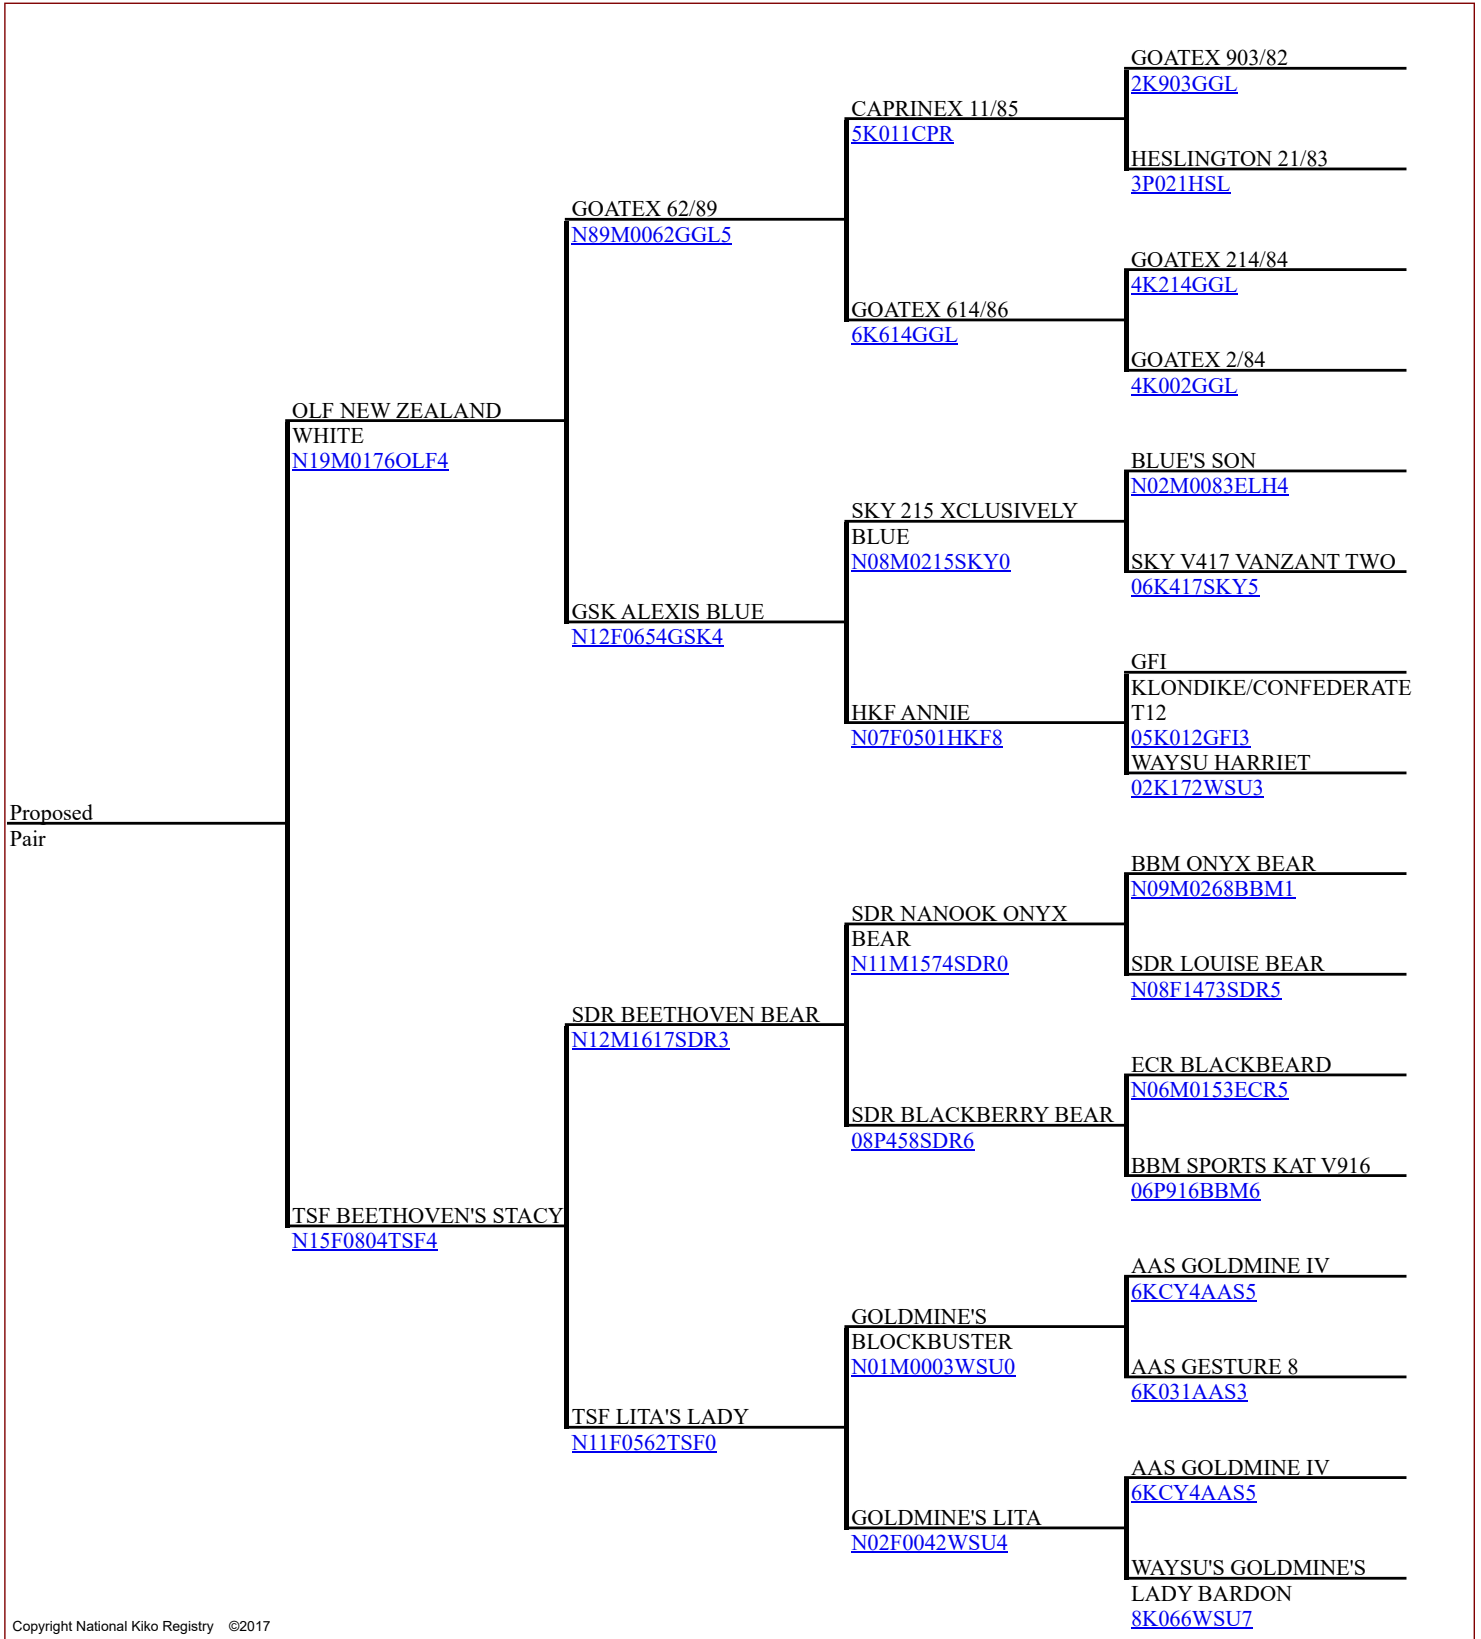 GOATEX 903/82
2K903GGL
CAPRINEX 11/85
5K011CPR
HESLINGTON 21/83
3P021HSL
GOATEX 62/89
N89M0062GGL5
GOATEX 214/84
4K214GGL
GOATEX 614/86
6K614GGL
GOATEX 2/84
4K002GGL
OLF NEW ZEALAND
WHITE
N19M0176OLF4
BLUE'S SON
N02M0083ELH4
SKY 215 XCLUSIVELY
BLUE
N08M0215SKY0
SKY V417 VANZANT TWO
06K417SKY5
GSK ALEXIS BLUE
N12F0654GSK4
GFI
KLONDIKE/CONFEDERATE
T12
05K012GFI3
HKF ANNIE
N07F0501HKF8
WAYSU HARRIET
02K172WSU3
Proposed
Pair
BBM ONYX BEAR
N09M0268BBM1
SDR NANOOK ONYX
BEAR
N11M1574SDR0
SDR LOUISE BEAR
N08F1473SDR5
SDR BEETHOVEN BEAR
N12M1617SDR3
ECR BLACKBEARD
N06M0153ECR5
SDR BLACKBERRY BEAR
08P458SDR6
BBM SPORTS KAT V916
06P916BBM6
TSF BEETHOVEN'S STACY
N15F0804TSF4
AAS GOLDMINE IV
6KCY4AAS5
GOLDMINE'S
BLOCKBUSTER
N01M0003WSU0
AAS GESTURE 8
6K031AAS3
TSF LITA'S LADY
N11F0562TSF0
AAS GOLDMINE IV
6KCY4AAS5
GOLDMINE'S LITA
N02F0042WSU4
WAYSU'S GOLDMINE'S
LADY BARDON
8K066WSU7
Copyright National Kiko Registry ©2017